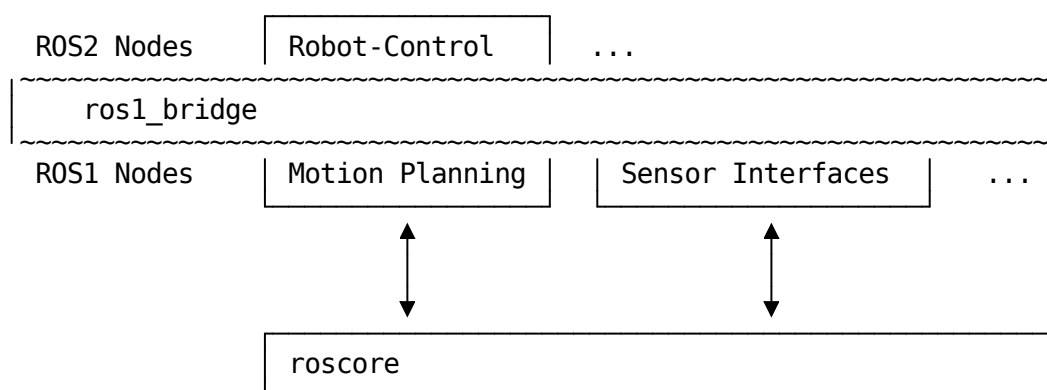 ROS2 Nodes Robot-Control ...
ros1_bridge
ROS1 Nodes Motion Planning Sensor Interfaces ...
roscore